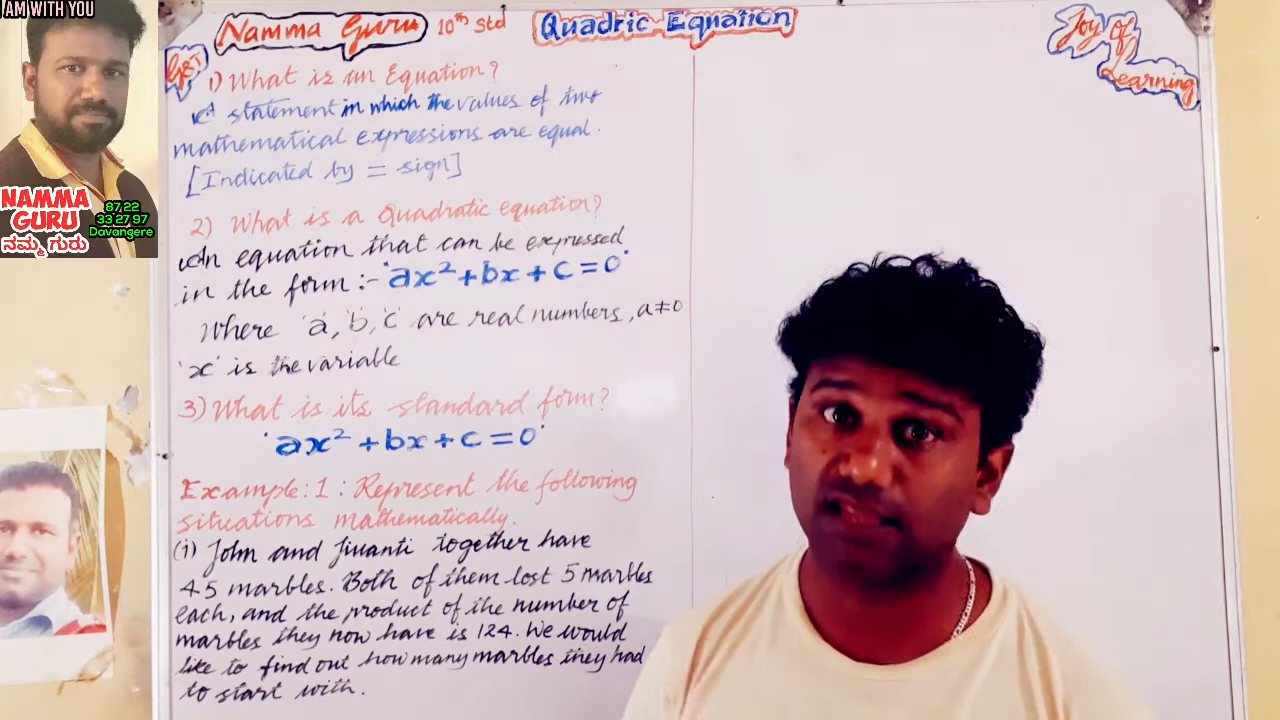 I AM WITH YOU
NAMMA
GURU
ನಮ್ಮ ಗುರು
87 22
33 27 97
Davangere
Namma Guru 10th Std Quadric Equation
G&T
Joy of
Learning
1) What is an Equation?
A statement in which the values of two
mathematical expressions are equal.
[Indicated by = sign]
2) What is a Quadratic equation?
An equation that can be expressed
in the form :- 'ax²+bx+c=0'
Where 'a', 'b', 'c' are real numbers, a≠0
'x' is the variable
3) What is its standard form?
'ax²+bx+c=0'
Example: 1 : Represent the following
situations mathematically.
(i) John and Jivanti together have
45 marbles. Both of them lost 5 marbles
each, and the product of the number of
marbles they now have is 124. We would
like to find out how many marbles they had
to start with.